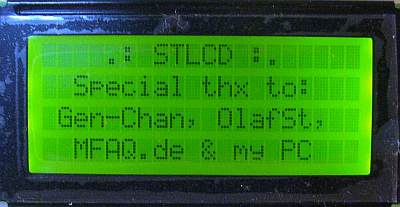 .: STLCD :.
Special thx to:
Gen-Chan, OlafSt,
MFAQ.de & my PC